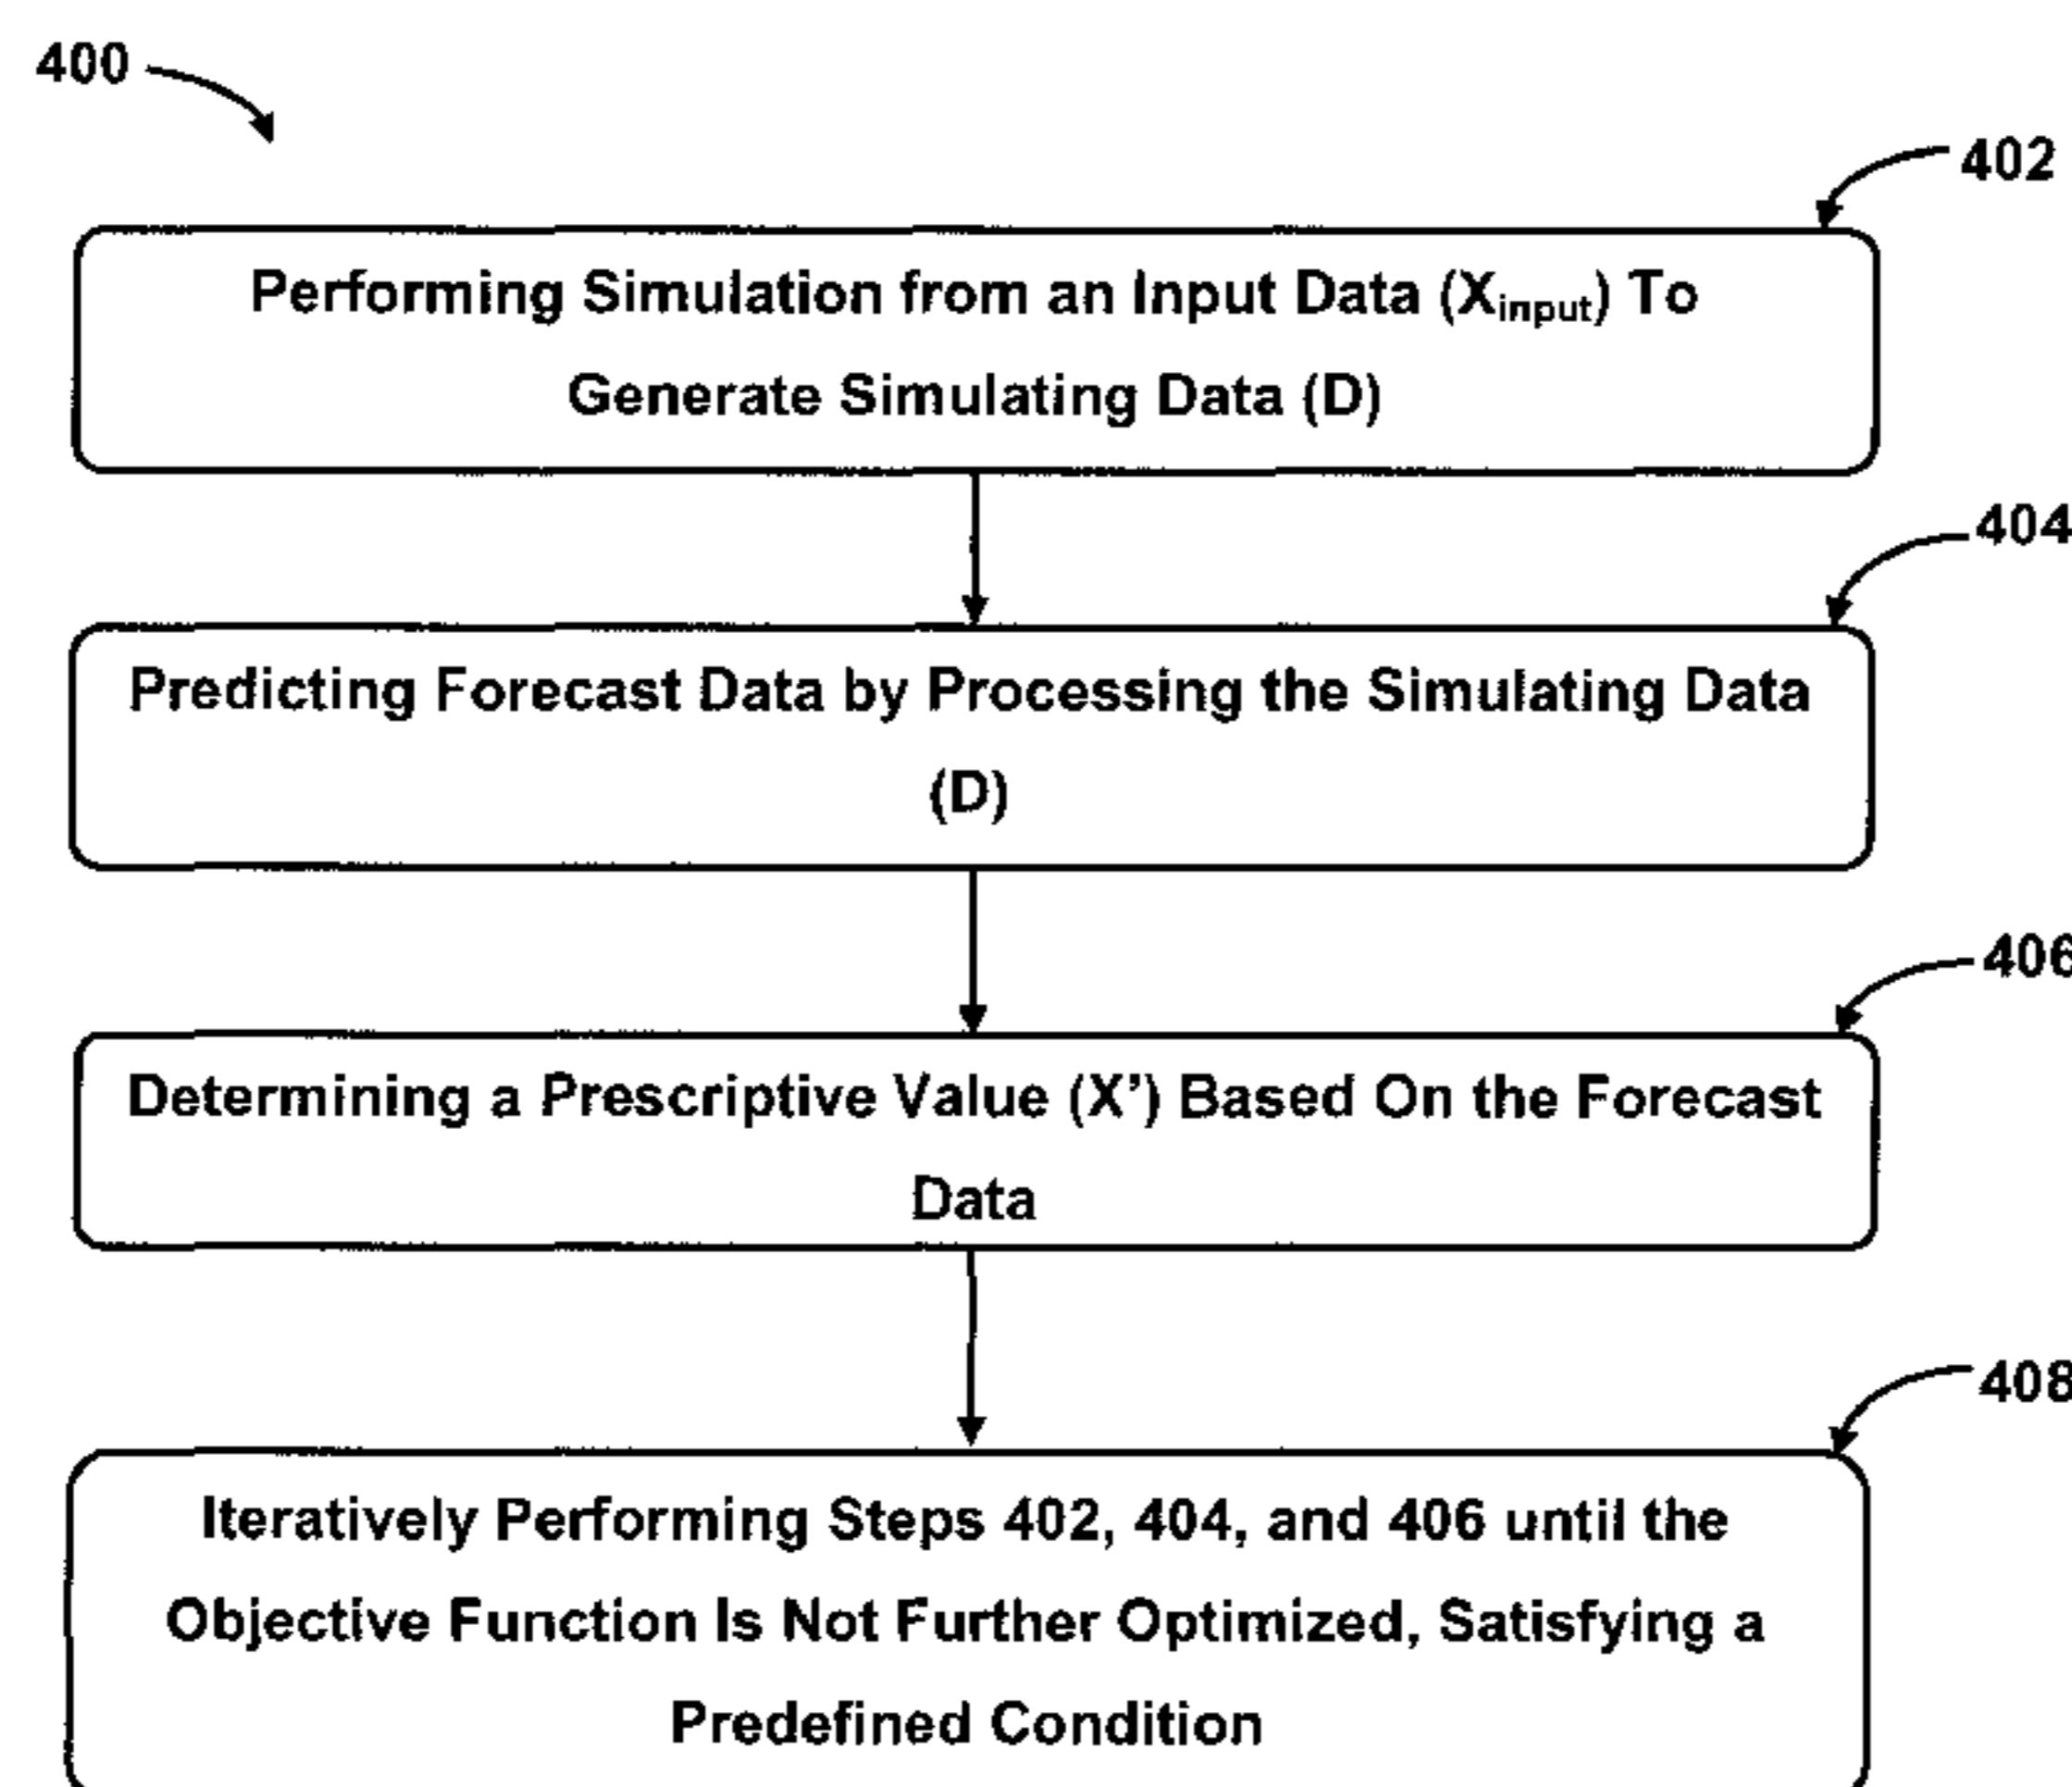 400
402
Performing Simulation from an Input Data (Xinput) To
Generate Simulating Data (D)
404
Predicting Forecast Data by Processing the Simulating Data
(D)
406
Determining a Prescriptive Value (X’) Based On the Forecast
Data
408
Iteratively Performing Steps 402, 404, and 406 until the
Objective Function Is Not Further Optimized, Satisfying a
Predefined Condition